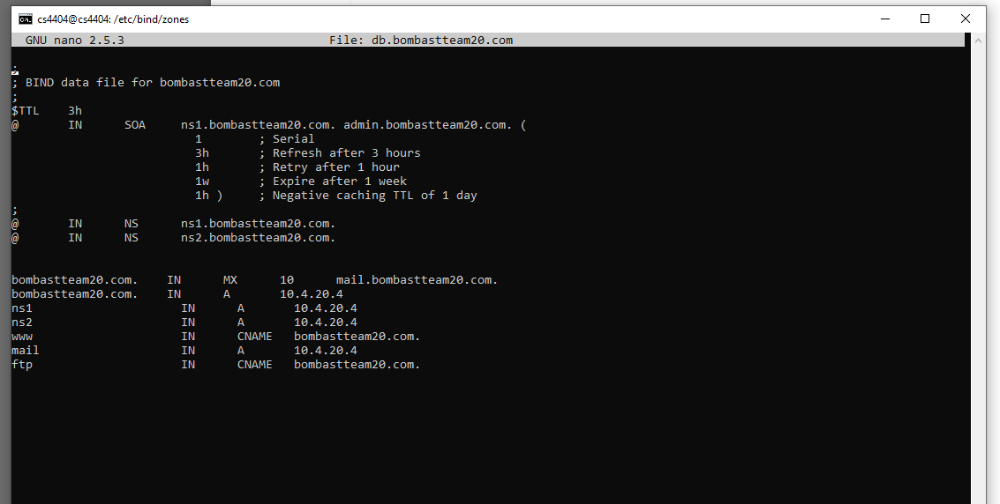 cs4404@cs4404: /etc/bind/zones
GNU nano 2.5.3 File: db.bombastteam20.com
;
; BIND data file for bombastteam20.com
;
$TTL 3h
@ IN SOA ns1.bombastteam20.com. admin.bombastteam20.com. (
1 ; Serial
3h ; Refresh after 3 hours
1h ; Retry after 1 hour
1w ; Expire after 1 week
1h ) ; Negative caching TTL of 1 day
;
@ IN NS ns1.bombastteam20.com.
@ IN NS ns2.bombastteam20.com.
bombastteam20.com. IN MX 10 mail.bombastteam20.com.
bombastteam20.com. IN A 10.4.20.4
ns1 IN A 10.4.20.4
ns2 IN A 10.4.20.4
www IN CNAME bombastteam20.com.
mail IN A 10.4.20.4
ftp IN CNAME bombastteam20.com.